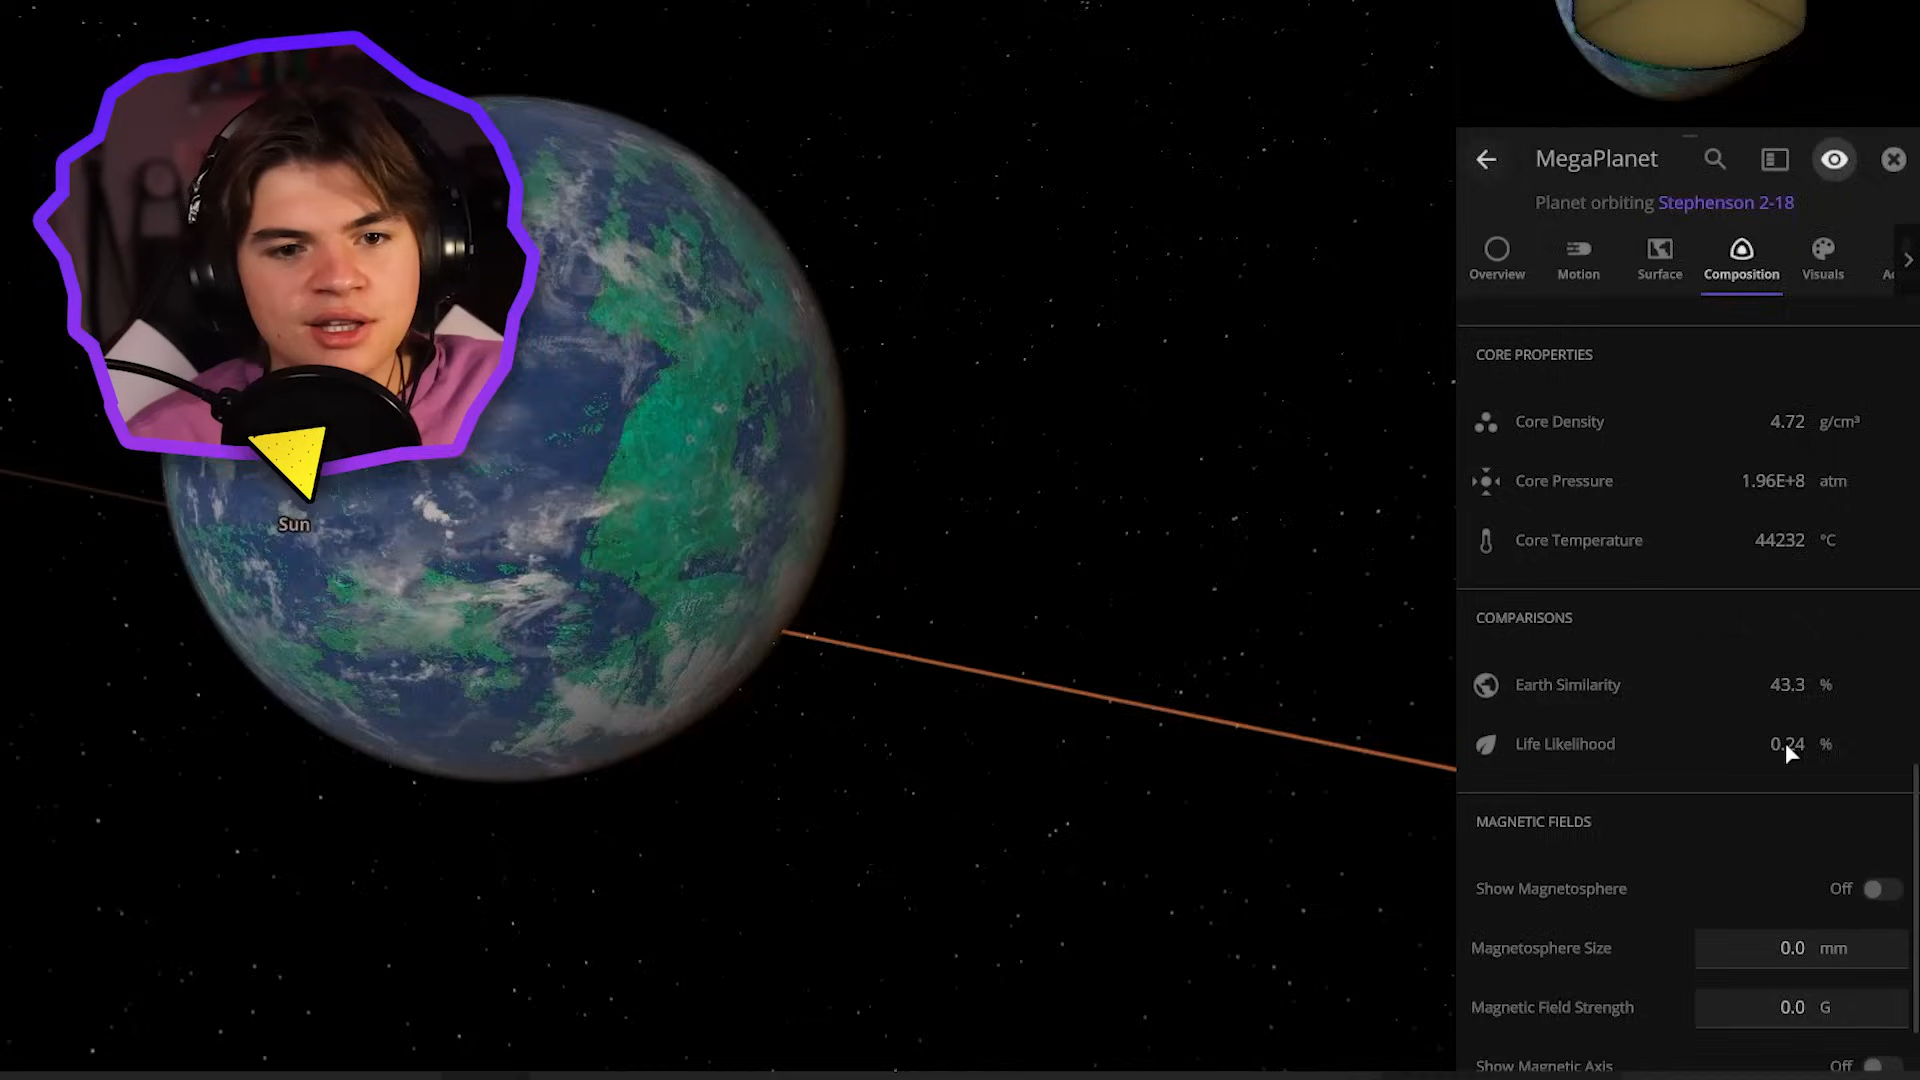 MegaPlanet
Planet orbiting Stephenson 2-18
Overview Motion Surface Composition Visuals
CORE PROPERTIES
Core Density 4.72 g/cm³
Core Pressure 1.96E+8 atm
Core Temperature 44232 °C
Sun
COMPARISONS
Earth Similarity 43.3 %
Life Likelihood 0.24 %
MAGNETIC FIELDS
Show Magnetosphere Off
Magnetosphere Size 0.0 mm
Magnetic Field Strength 0.0 G
Show Magnetic Axis Off